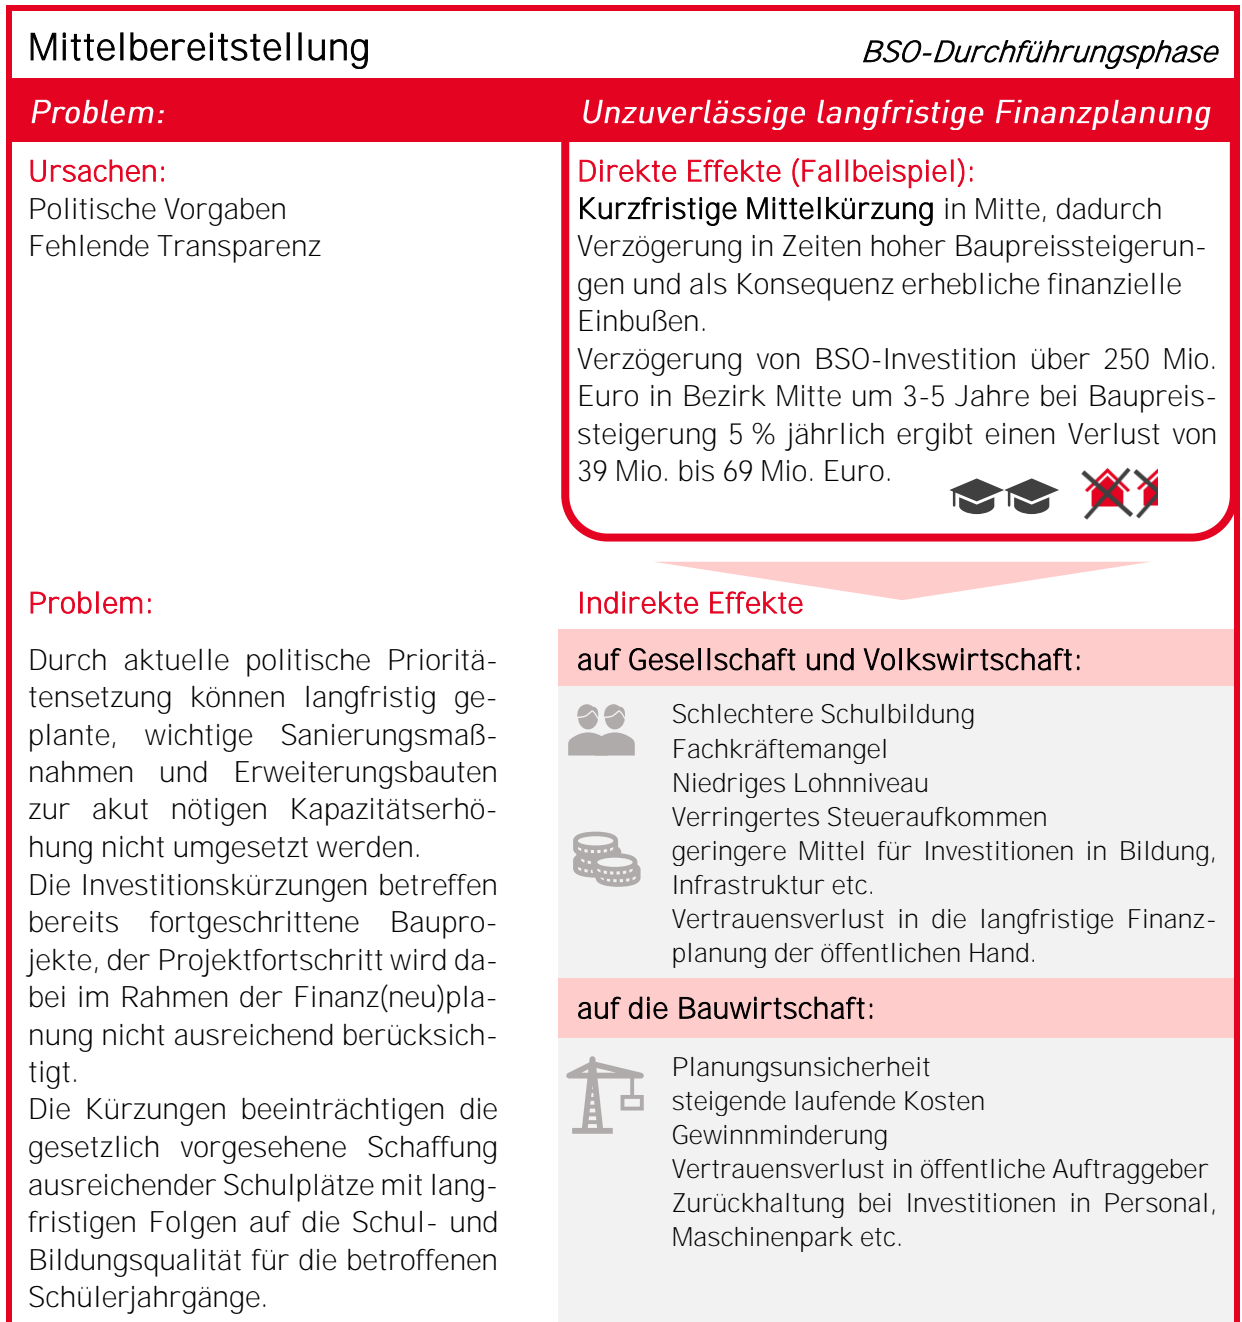 Mittelbereitstellung
BSO-Durchführungsphase
Problem:
Unzuverlässige langfristige Finanzplanung
Ursachen:
Politische Vorgaben
Fehlende Transparenz
Direkte Effekte (Fallbeispiel):
Kurzfristige Mittelkürzung in Mitte, dadurch
Verzögerung in Zeiten hoher Baupreissteigerun-
gen und als Konsequenz erhebliche finanzielle
Einbußen.
Verzögerung von BSO-Investition über 250 Mio.
Euro in Bezirk Mitte um 3-5 Jahre bei Baupreis-
steigerung 5 % jährlich ergibt einen Verlust von
39 Mio. bis 69 Mio. Euro.
Problem:
Durch aktuelle politische Prioritä-
tensetzung können langfristig ge-
plante, wichtige Sanierungsmaß-
nahmen und Erweiterungsbauten
zur akut nötigen Kapazitätserhö-
hung nicht umgesetzt werden.
Die Investitionskürzungen betreffen
bereits fortgeschrittene Baupro-
jekte, der Projektfortschritt wird da-
bei im Rahmen der Finanz(neu)pla-
nung nicht ausreichend berücksich-
tigt.
Die Kürzungen beeinträchtigen die
gesetzlich vorgesehene Schaffung
ausreichender Schulplätze mit lang-
fristigen Folgen auf die Schul- und
Bildungsqualität für die betroffenen
Schülerjahrgänge.
Indirekte Effekte
auf Gesellschaft und Volkswirtschaft:
Schlechtere Schulbildung
Fachkräftemangel
Niedriges Lohnniveau
Verringertes Steueraufkommen
geringere Mittel für Investitionen in Bildung,
Infrastruktur etc.
Vertrauensverlust in die langfristige Finanz-
planung der öffentlichen Hand.
auf die Bauwirtschaft:
Planungsunsicherheit
steigende laufende Kosten
Gewinnminderung
Vertrauensverlust in öffentliche Auftraggeber
Zurückhaltung bei Investitionen in Personal,
Maschinenpark etc.